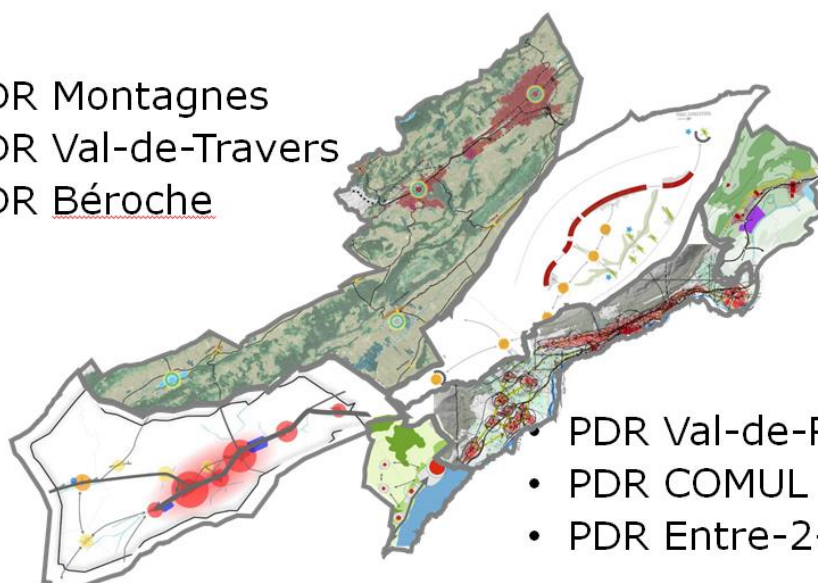 DR Montagnes
DR Val-de-Travers
DR Béroche
• PDR Val-de-
• PDR COMUL
• PDR Entre-2-